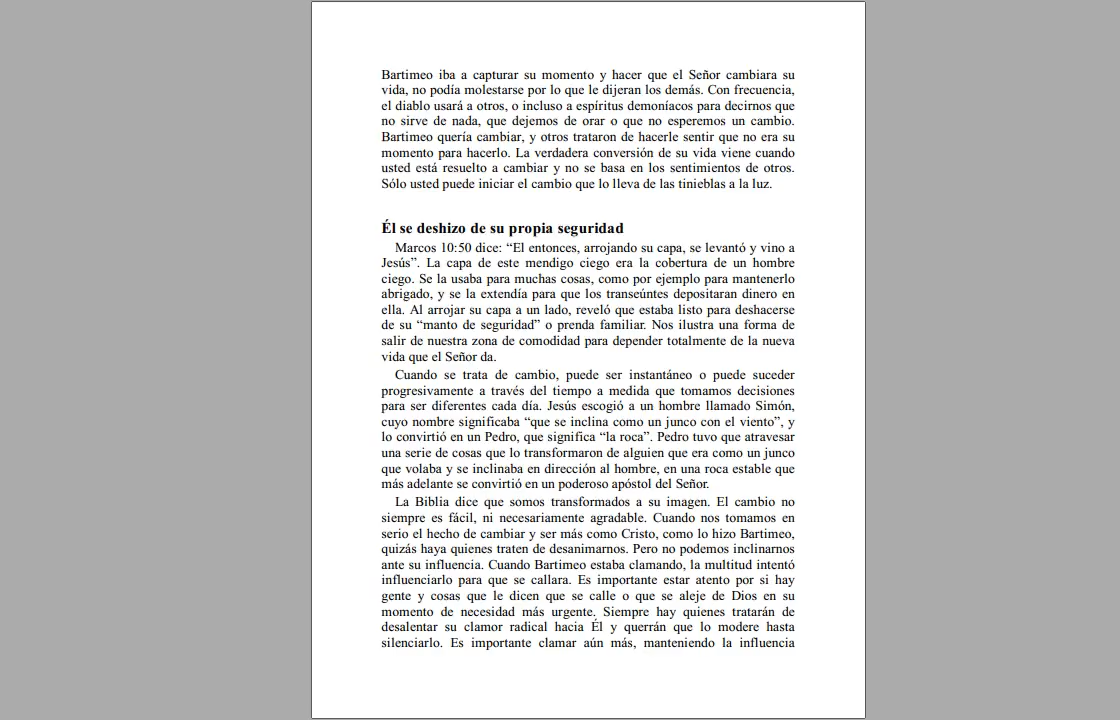 Bartimeo iba a capturar su momento y hacer que el Señor cambiara su
vida, no podía molestarse por lo que le dijeran los demás. Con frecuencia,
el diablo usará a otros, o incluso a espíritus demoníacos para decirnos que
no sirve de nada, que dejemos de orar o que no esperemos un cambio.
Bartimeo quería cambiar, y otros trataron de hacerle sentir que no era su
momento para hacerlo. La verdadera conversión de su vida viene cuando
usted está resuelto a cambiar y no se basa en los sentimientos de otros.
Sólo usted puede iniciar el cambio que lo lleva de las tinieblas a la luz.
Él se deshizo de su propia seguridad
Marcos 10:50 dice: “El entonces, arrojando su capa, se levantó y vino a
Jesús”. La capa de este mendigo ciego era la cobertura de un hombre
ciego. Se la usaba para muchas cosas, como por ejemplo para mantenerlo
abrigado, y se la extendía para que los transeúntes depositaran dinero en
ella. Al arrojar su capa a un lado, reveló que estaba listo para deshacerse
de su “manto de seguridad” o prenda familiar. Nos ilustra una forma de
salir de nuestra zona de comodidad para depender totalmente de la nueva
vida que el Señor da.
Cuando se trata de cambio, puede ser instantáneo o puede suceder
progresivamente a través del tiempo a medida que tomamos decisiones
para ser diferentes cada día. Jesús escogió a un hombre llamado Simón,
cuyo nombre significaba “que se inclina como un junco con el viento”, y
lo convirtió en un Pedro, que significa “la roca”. Pedro tuvo que atravesar
una serie de cosas que lo transformaron de alguien que era como un junco
que volaba y se inclinaba en dirección al hombre, en una roca estable que
más adelante se convirtió en un poderoso apóstol del Señor.
La Biblia dice que somos transformados a su imagen. El cambio no
siempre es fácil, ni necesariamente agradable. Cuando nos tomamos en
serio el hecho de cambiar y ser más como Cristo, como lo hizo Bartimeo,
quizás haya quienes traten de desanimarnos. Pero no podemos inclinarnos
ante su influencia. Cuando Bartimeo estaba clamando, la multitud intentó
influenciarlo para que se callara. Es importante estar atento por si hay
gente y cosas que le dicen que se calle o que se aleje de Dios en su
momento de necesidad más urgente. Siempre hay quienes tratarán de
desalentar su clamor radical hacia Él y querrán que lo modere hasta
silenciarlo. Es importante clamar aún más, manteniendo la influencia